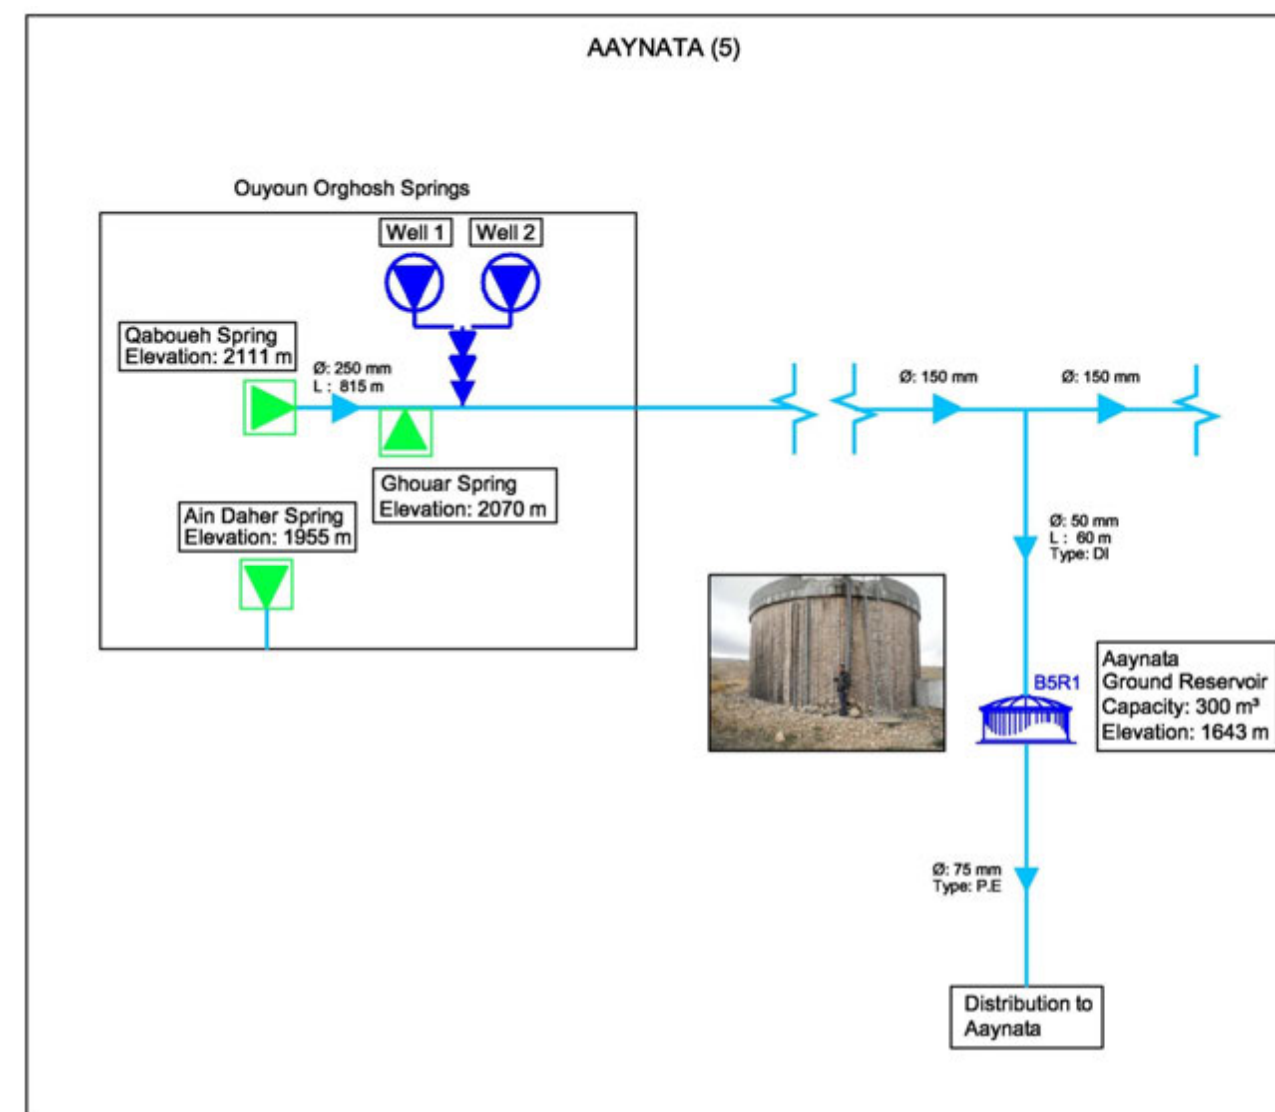 AAYNATA (5)
Ouyoun Orghosh Springs
Well 1
Well 2
Qaboueh Spring
Elevation: 2111 m
Ø: 250 mm
L : 815 m
Ghouar Spring
Elevation: 2070 m
Ain Daher Spring
Elevation: 1955 m
Ø: 150 mm
Ø: 150 mm
Ø: 50 mm
L : 60 m
Type: DI
B5R1
Aaynata
Ground Reservoir
Capacity: 300 m³
Elevation: 1643 m
Ø: 75 mm
Type: P.E
Distribution to
Aaynata